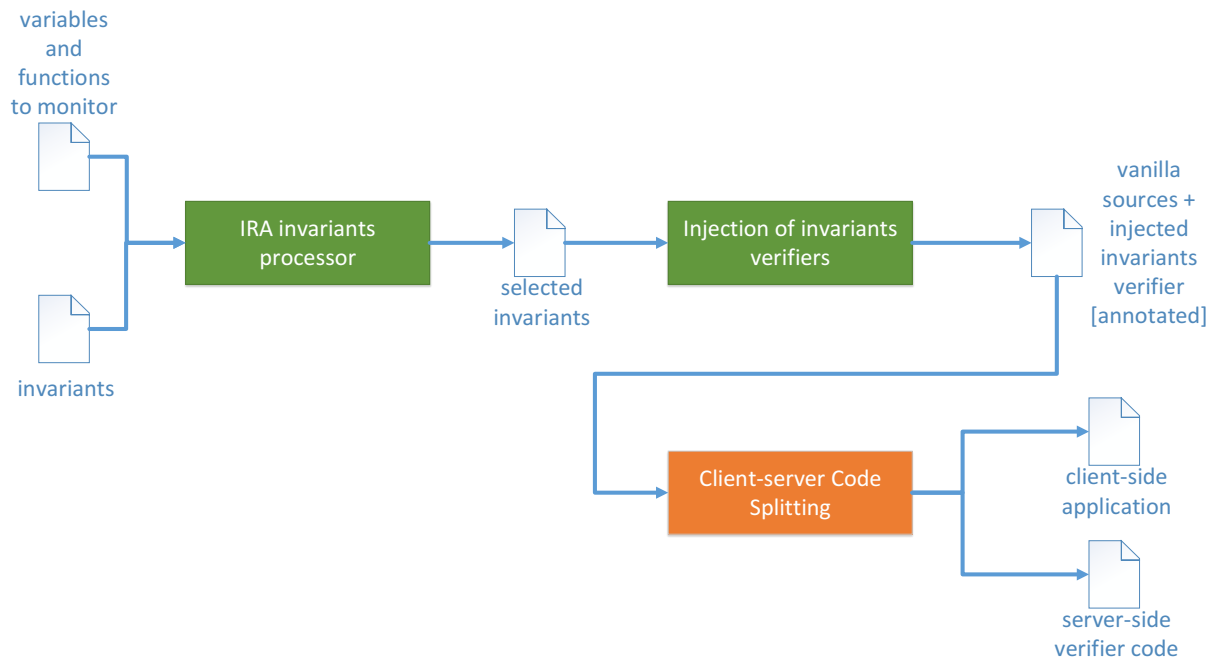 variables
and
functions
to monitor
IRA invariants
processor
selected
invariants
Injection of invariants
verifiers
vanilla
sources +
injected
invariants
verifier
[annotated]
invariants
Client-server Code
Splitting
client-side
application
server-side
verifier code